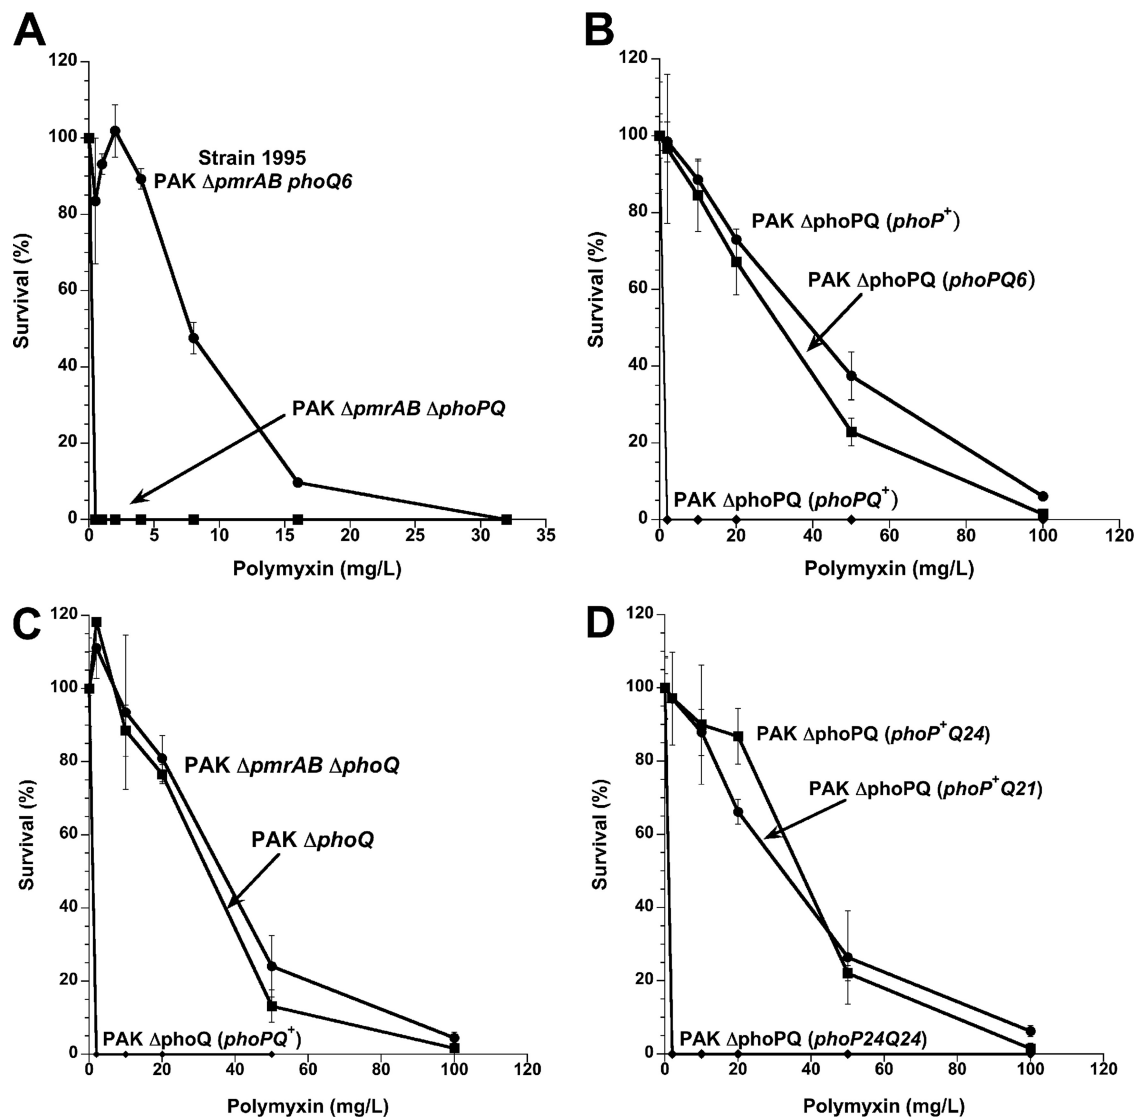 A
120
100
80
60
40
20
0
Survival (%)
Strain 1995
PAK ΔpmrAB phoQ6
PAK ΔpmrAB ΔphoPQ
0 5 10 15 20 25 30 35
Polymyxin (mg/L)
B
120
100
80
60
40
20
0
Survival (%)
PAK ΔphoPQ (phoP⁺)
PAK ΔphoPQ (phoPQ6)
PAK ΔphoPQ (phoPQ⁺)
0 20 40 60 80 100 120
Polymyxin (mg/L)
C
120
100
80
60
40
20
0
Survival (%)
PAK ΔpmrAB ΔphoQ
PAK ΔphoQ
PAK ΔphoQ (phoPQ⁺)
0 20 40 60 80 100 120
Polymyxin (mg/L)
D
120
100
80
60
40
20
0
Survival (%)
PAK ΔphoPQ (phoP⁺Q24)
PAK ΔphoPQ (phoP⁺Q21)
PAK ΔphoPQ (phoP24Q24)
0 20 40 60 80 100 120
Polymyxin (mg/L)